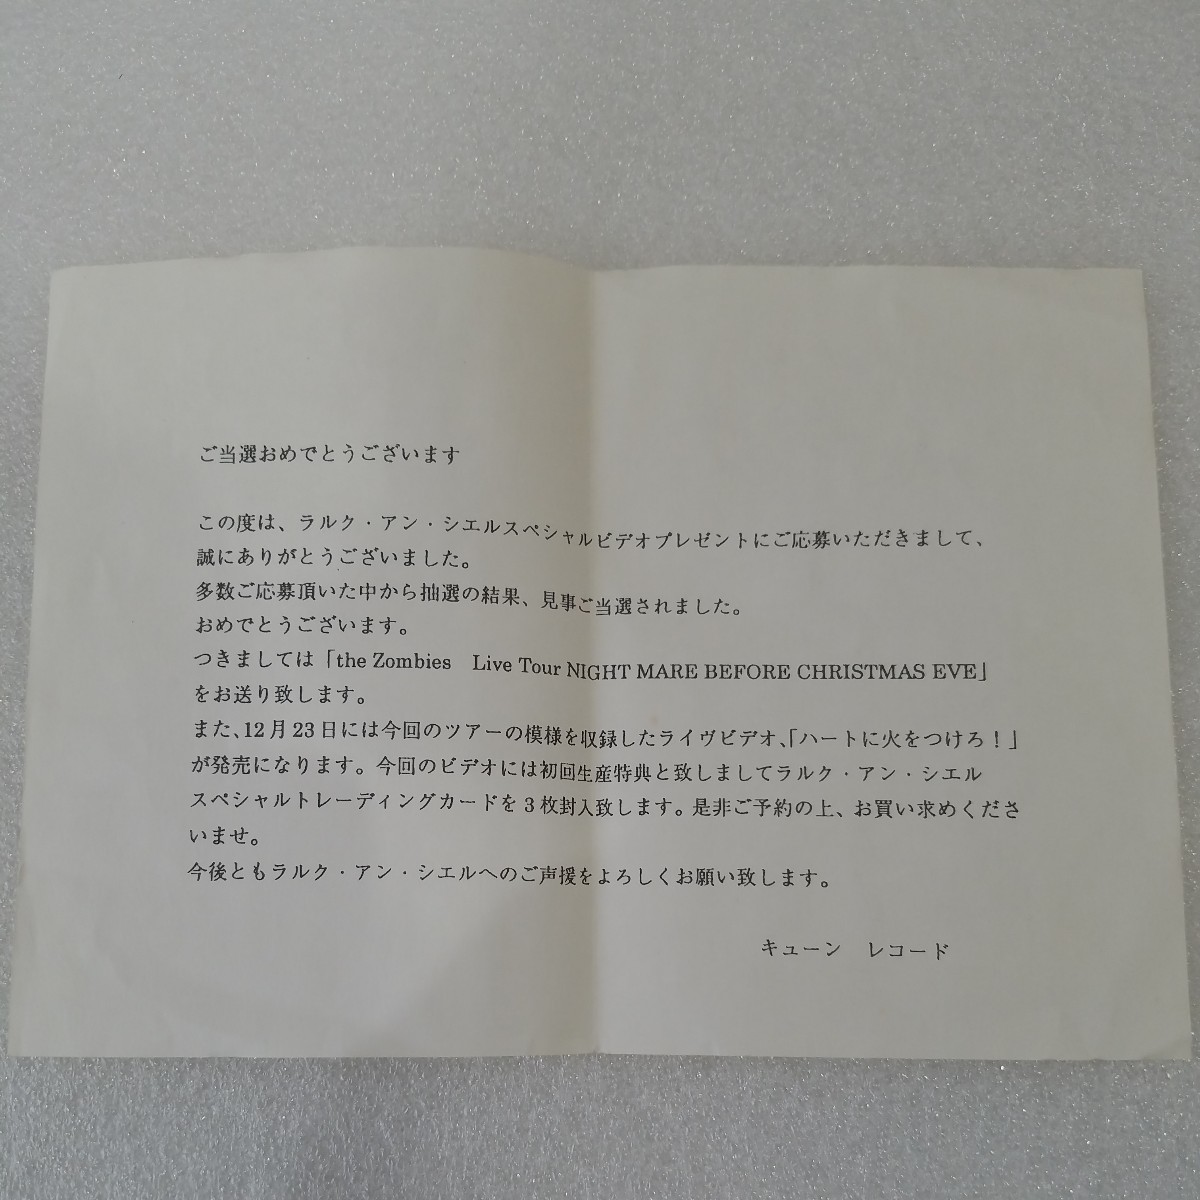 ご当選おめでとうございます
この度は、ラルク・アン・シエルスペシャルビデオプレゼントにご応募いただきまして、
誠にありがとうございました。
多数ご応募頂いた中から抽選の結果、見事ご当選されました。
おめでとうございます。
つきましては「the Zombies　Live Tour NIGHT MARE BEFORE CHRISTMAS EVE」
をお送り致します。
また、12月23日には今回のツアーの模様を収録したライヴビデオ、「ハートに火をつけろ！」
が発売になります。今回のビデオには初回生産特典と致しましてラルク・アン・シエル
スペシャルトレーディングカードを3枚封入致します。是非ご予約の上、お買い求めくださ
いませ。
今後ともラルク・アン・シエルへのご声援をよろしくお願い致します。
キューン　レコード